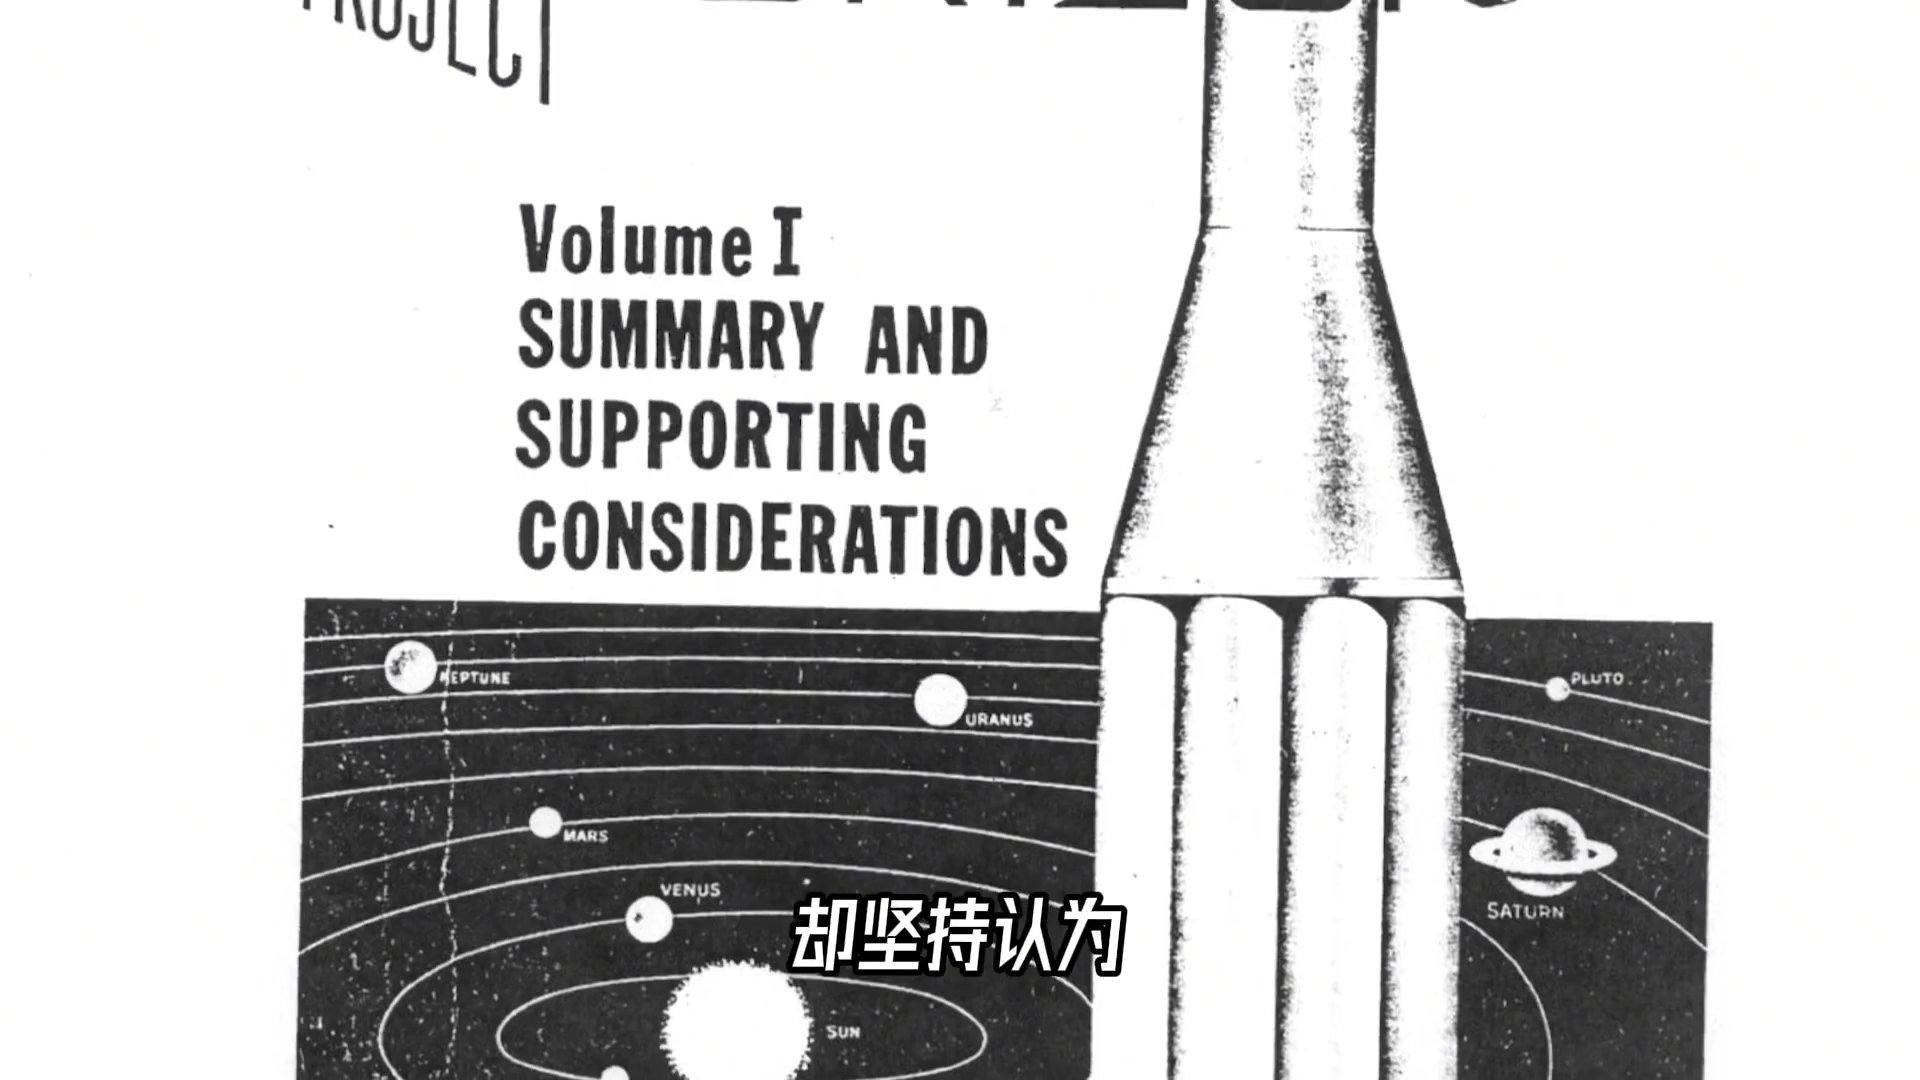 PROJECT
Volume I
SUMMARY AND
SUPPORTING
CONSIDERATIONS
NEPTUNE
URANUS
PLUTO
MARS
VENUS
SATURN
却坚持认为
SUN